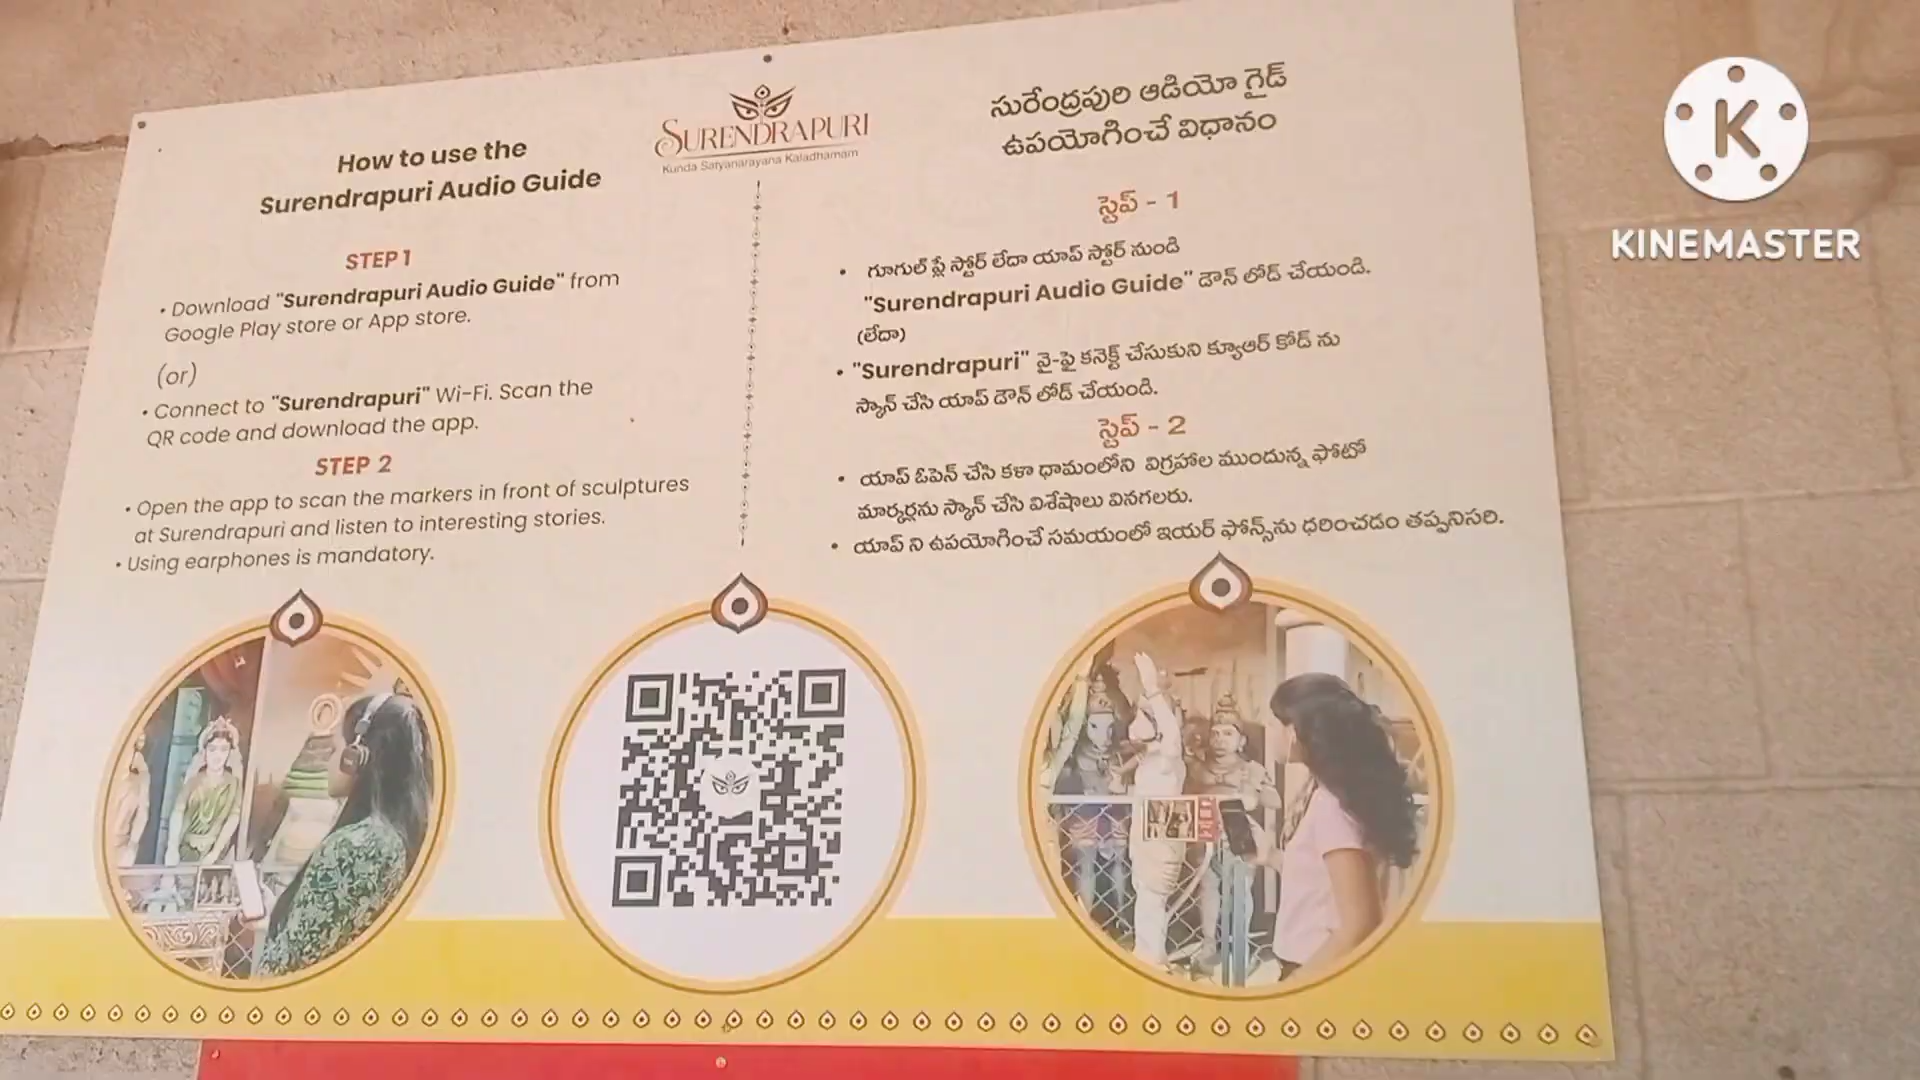 How to use the
Surendrapuri Audio Guide
STEP 1
• Download "Surendrapuri Audio Guide" from
Google Play store or App store.
(or)
• Connect to "Surendrapuri" Wi-Fi. Scan the
QR code and download the app.
STEP 2
• Open the app to scan the markers in front of sculptures
at Surendrapuri and listen to interesting stories.
• Using earphones is mandatory.
SURENDRAPURI
Kunda Satyanarayana Kaladhamam
సురేంద్రపురి ఆడియో గైడ్
ఉపయోగించే విధానం
స్టెప్ - 1
• గూగుల్ ప్లే స్టోర్ లేదా యాప్ స్టోర్ నుండి
"Surendrapuri Audio Guide" డౌన్ లోడ్ చేయండి.
(లేదా)
• "Surendrapuri" వై-ఫై కనెక్ట్ చేసుకుని క్యూఆర్ కోడ్ ను
స్కాన్ చేసి యాప్ డౌన్ లోడ్ చేయండి.
స్టెప్ - 2
• యాప్ ఓపెన్ చేసి కళా ధామంలోని విగ్రహాల ముందున్న ఫోటో
మార్కర్లను స్కాన్ చేసి విశేషాలు వినగలరు.
• యాప్ ని ఉపయోగించే సమయంలో ఇయర్ ఫోన్స్‌ను ధరించడం తప్పనిసరి.
K
KINEMASTER